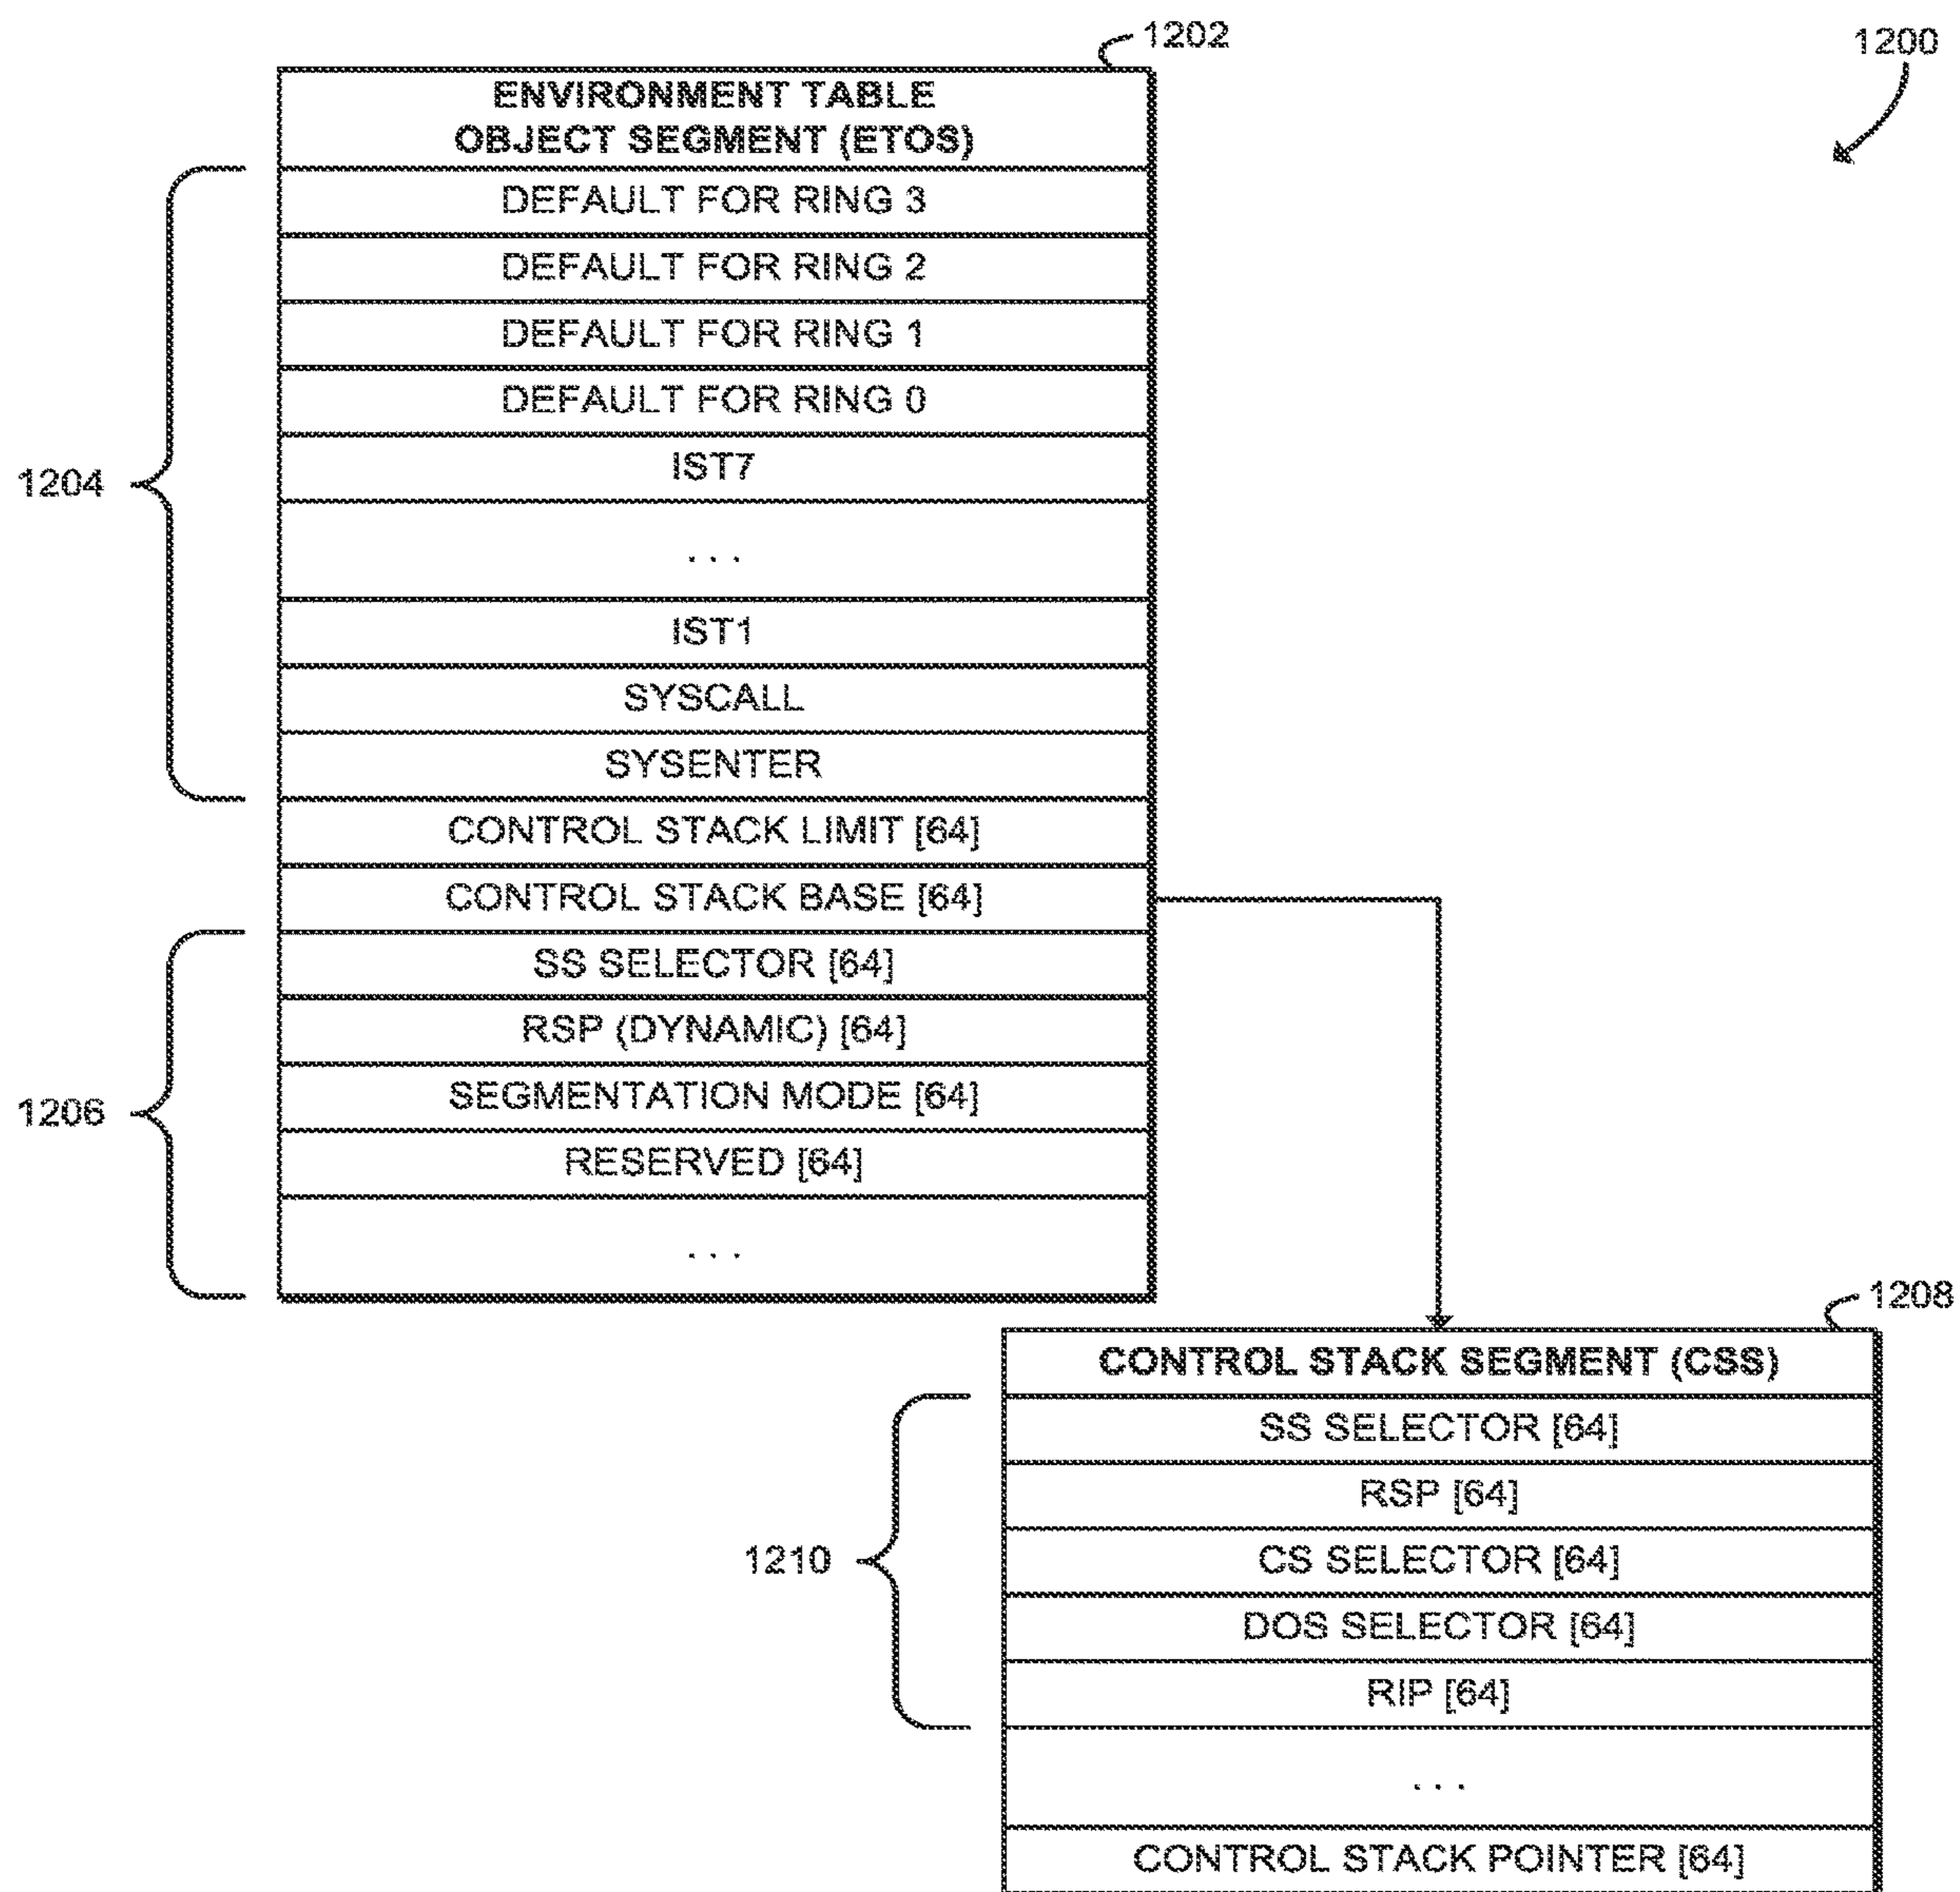 1202
1200
ENVIRONMENT TABLE
OBJECT SEGMENT (ETOS)
DEFAULT FOR RING 3
DEFAULT FOR RING 2
DEFAULT FOR RING 1
DEFAULT FOR RING 0
IST7
1204
. . .
IST1
SYSCALL
SYSENTER
CONTROL STACK LIMIT [64]
CONTROL STACK BASE [64]
SS SELECTOR [64]
RSP (DYNAMIC) [64]
SEGMENTATION MODE [64]
1206
RESERVED [64]
. . .
1208
CONTROL STACK SEGMENT (CSS)
SS SELECTOR [64]
RSP [64]
CS SELECTOR [64]
1210
DOS SELECTOR [64]
RIP [64]
. . .
CONTROL STACK POINTER [64]